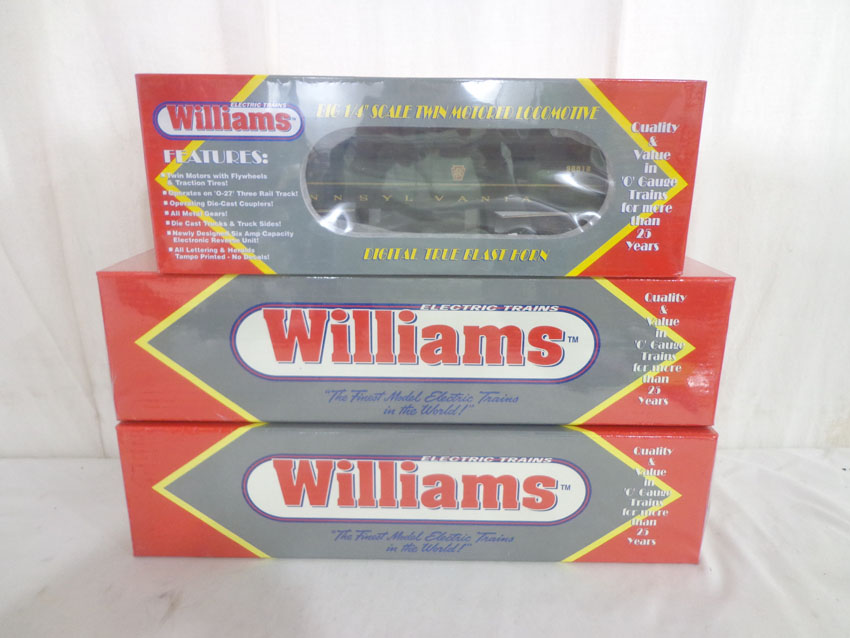 ELECTRIC TRAINS
Williams™
BIG 1/4" SCALE TWIN MOTORED LOCOMOTIVE
FEATURES:
Twin Motors with Flywheels
& Traction Tires!
Operates on 'O-27' Three Rail Track!
Operating Die-Cast Couplers!
All Metal Gears!
Die Cast Trucks & Truck Sides!
Newly Designed Six Amp Capacity
Electronic Reverse Unit!
All Lettering & Heralds
Tampo Printed - No Decals!
NNSYLVAN
DIGITAL TRUE BLAST HORN
Quality
&
Value
in
'O' Gauge
Trains
for more
than
25
Years
ELECTRIC TRAINS
Williams™
"The Finest Model Electric Trains
in the World!"
Quality
&
Value
in
'O' Gauge
Trains
for more
than
25
Years
ELECTRIC TRAINS
Williams™
"The Finest Model Electric Trains
in the World!"
Quality
&
Value
in
'O' Gauge
Trains
for more
than
25
Years